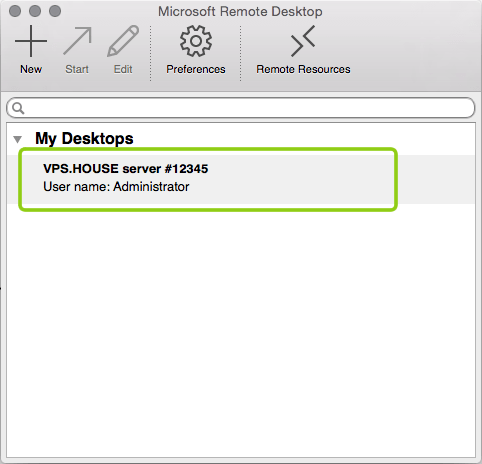 Microsoft Remote Desktop
New Start Edit Preferences Remote Resources
My Desktops
VPS.HOUSE server #12345
User name: Administrator